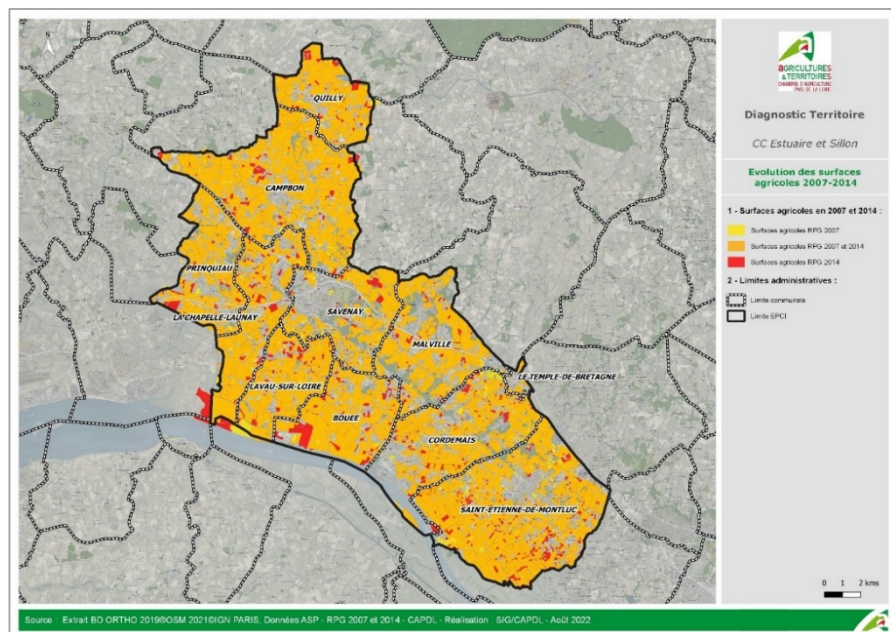 N
QUILLY
CAMPBON
PRINQUIAU
LA CHAPELLE-LAUNAY
SAVENAY
MALVILLE
LE TEMPLE-DE-BRETAGNE
LAVAU-SUR-LOIRE
BOUEE
CORDEMAIS
SAINT-ETIENNE-DE-MONTLUC
AGRICULTURES
& TERRITOIRES
CHAMBRE D'AGRICULTURE
PAYS DE LA LOIRE
Diagnostic Territoire
CC Estuaire et Sillon
Evolution des surfaces
agricoles 2007-2014
1 - Surfaces agricoles en 2007 et 2014 :
Surfaces agricoles RPG 2007
Surfaces agricoles RPG 2007 et 2014
Surfaces agricoles RPG 2014
2 - Limites administratives :
Limite communale
Limite EPCI
0 1 2 kms
Source : Extrait BD ORTHO 2019©OSM 2021©IGN PARIS, Données ASP - RPG 2007 et 2014 - CAPDL - Réalisation : SIG/CAPDL - Août 2022